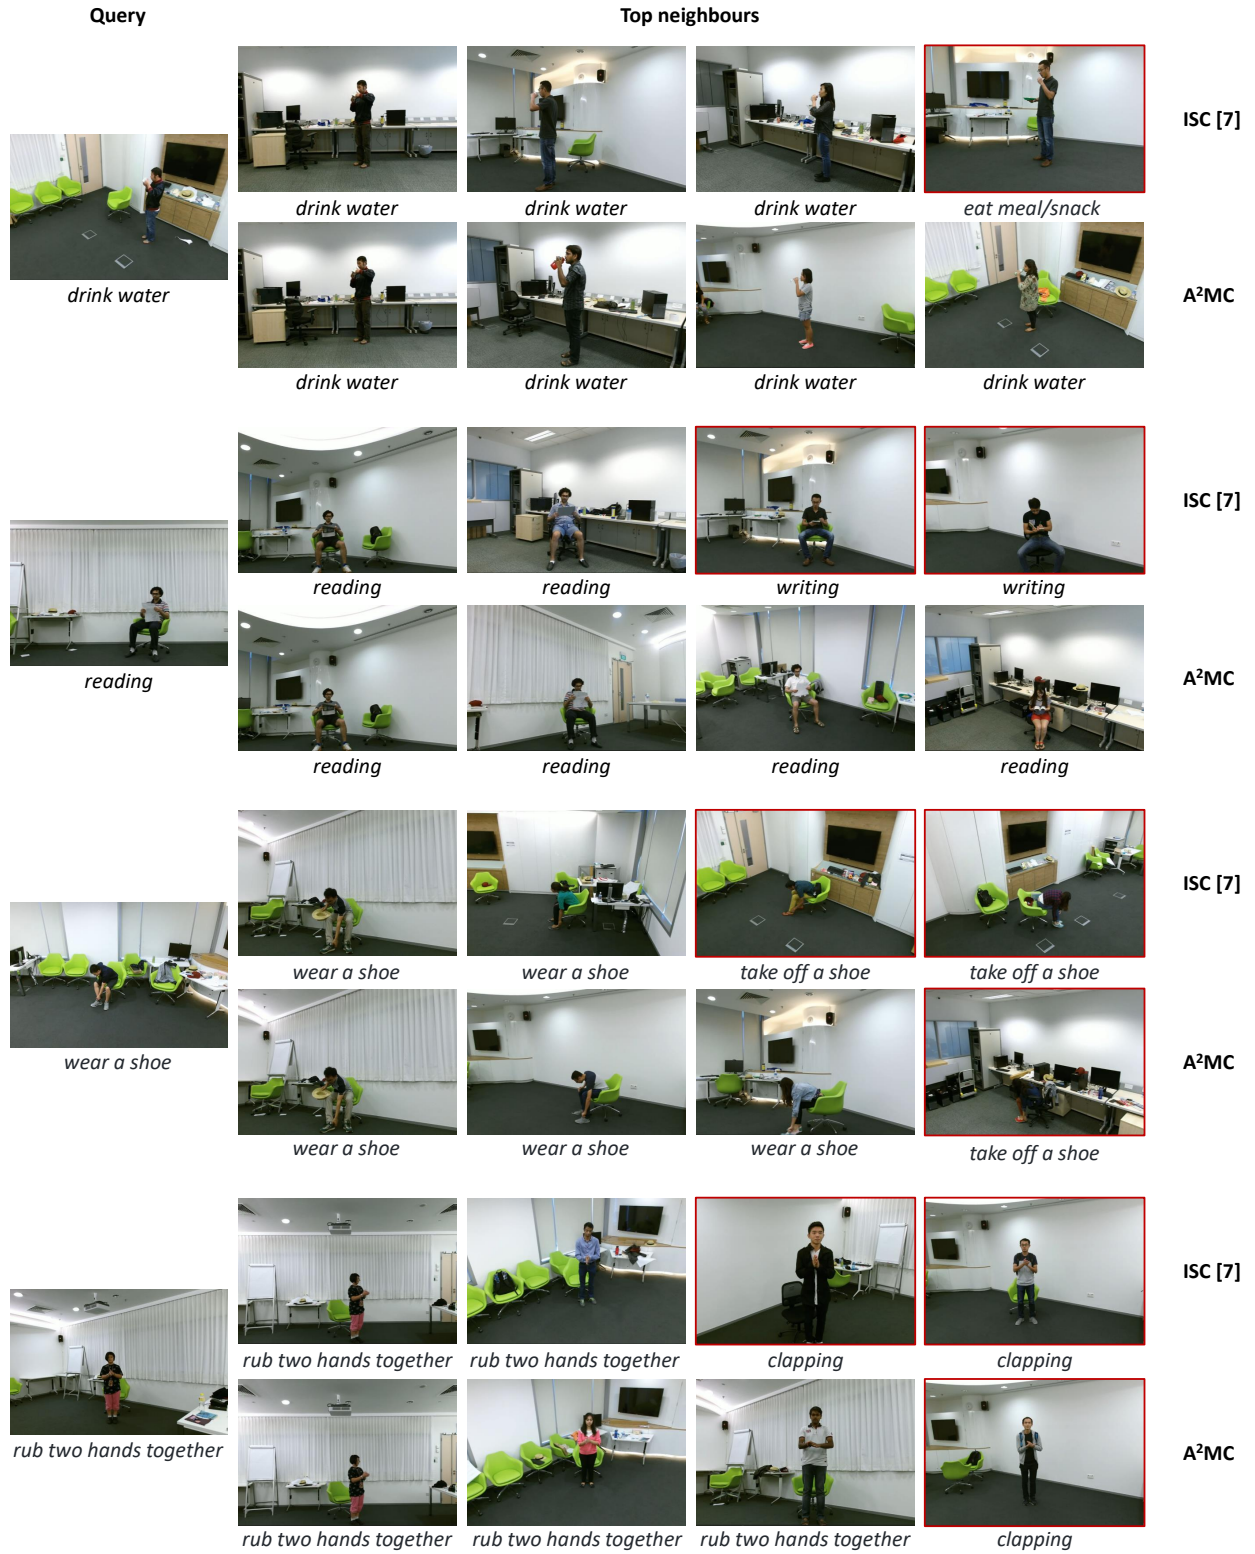 Query Top neighbours
ISC [7]
drink water drink water drink water eat meal/snack
drink water
A²MC
drink water drink water drink water drink water
ISC [7]
reading reading writing writing
reading
A²MC
reading reading reading reading
ISC [7]
wear a shoe wear a shoe take off a shoe take off a shoe
wear a shoe
A²MC
wear a shoe wear a shoe wear a shoe take off a shoe
ISC [7]
rub two hands together rub two hands together clapping clapping
rub two hands together
A²MC
rub two hands together rub two hands together rub two hands together clapping